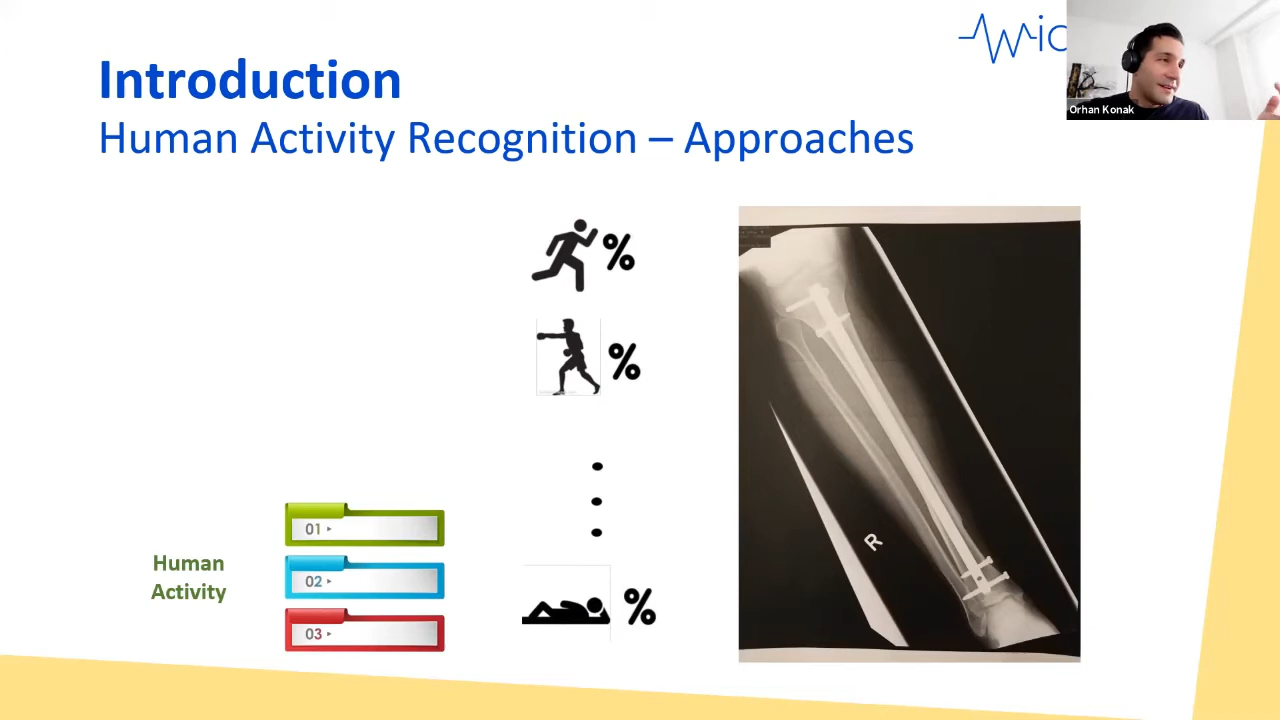 Introduction
Human Activity Recognition – Approaches
Orhan Konak
%
%
01
02
03
Human
Activity
%
R